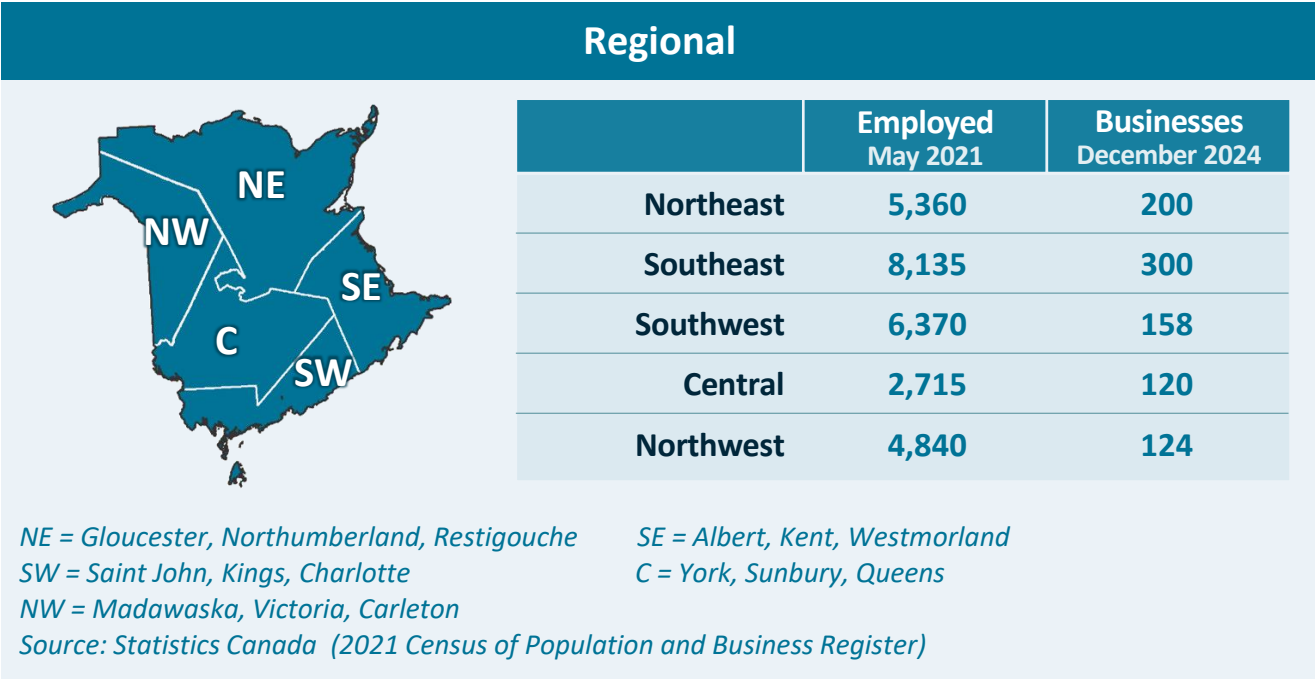 Regional
NE
NW
SE
C
SW
Employed Businesses
May 2021 December 2024
Northeast 5,360 200
Southeast 8,135 300
Southwest 6,370 158
Central 2,715 120
Northwest 4,840 124
NE = Gloucester, Northumberland, Restigouche SE = Albert, Kent, Westmorland
SW = Saint John, Kings, Charlotte C = York, Sunbury, Queens
NW = Madawaska, Victoria, Carleton
Source: Statistics Canada (2021 Census of Population and Business Register)